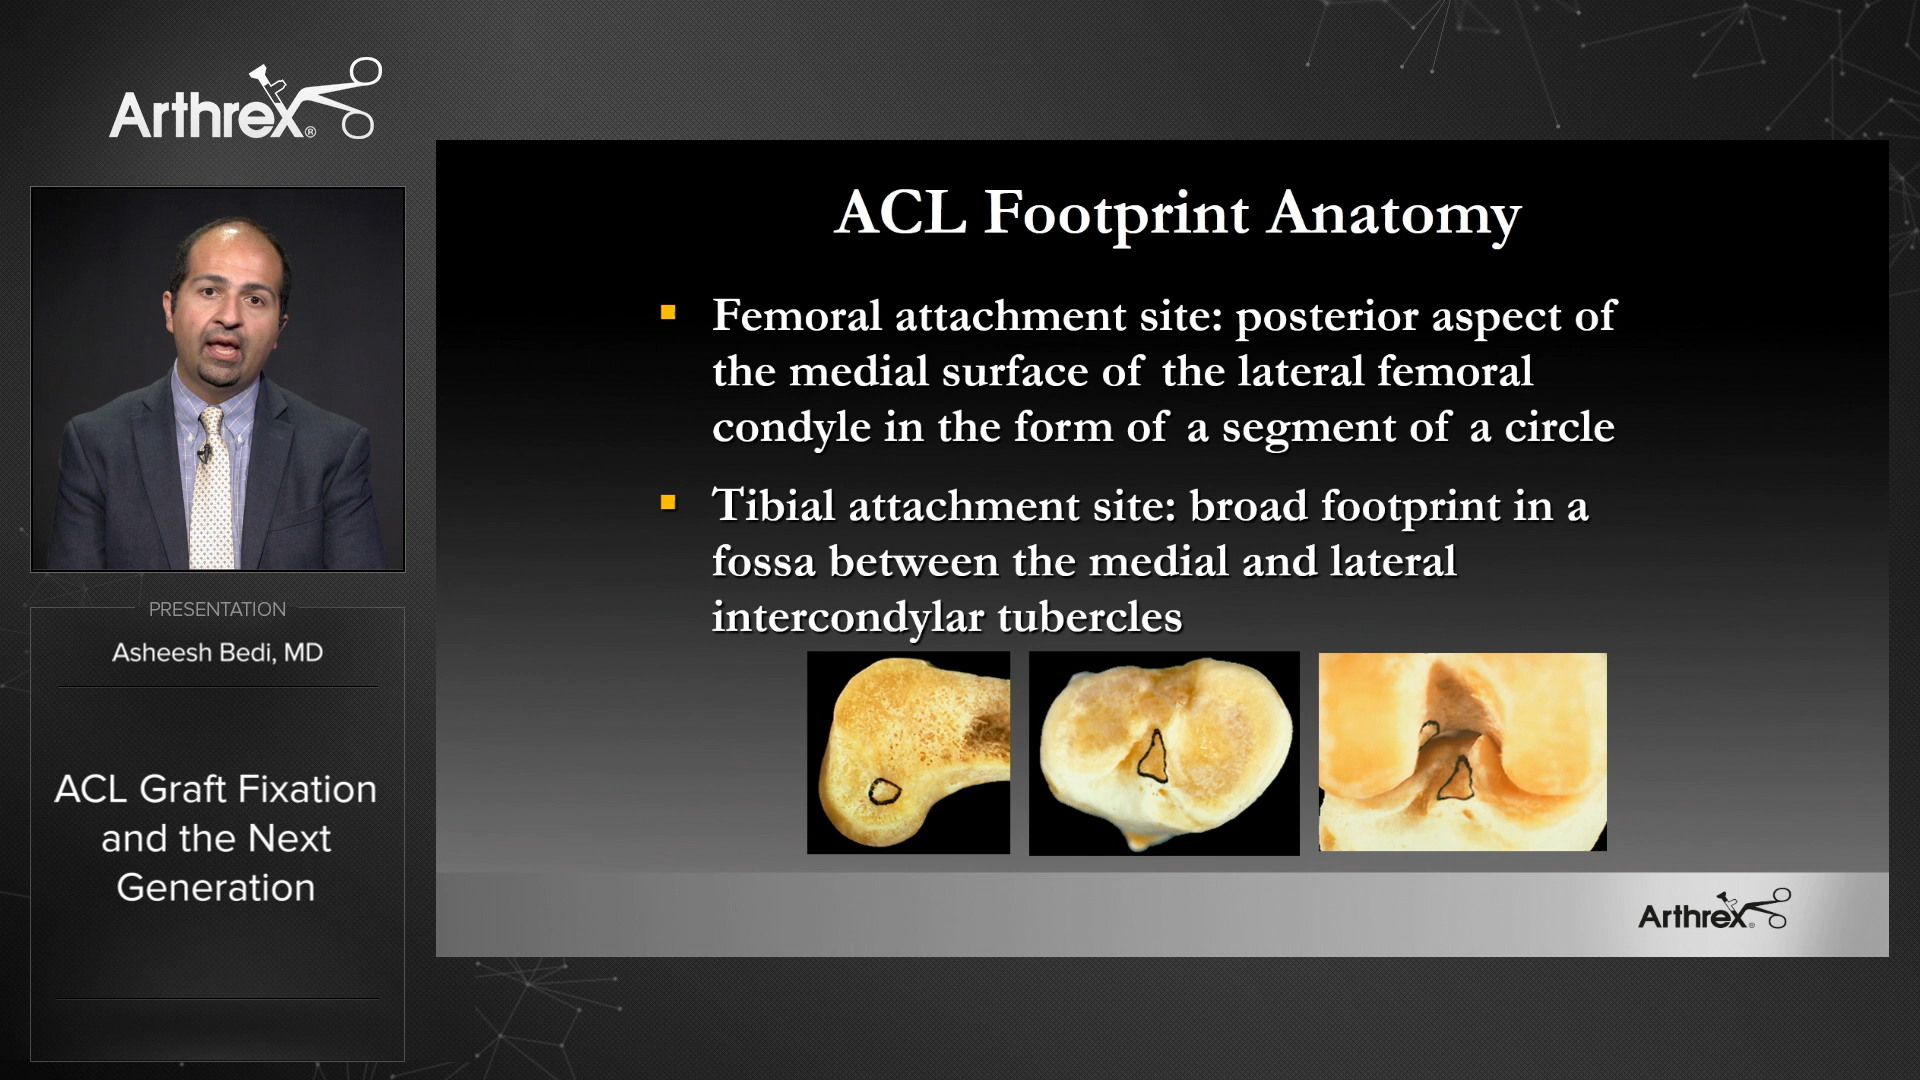 Arthrex®
PRESENTATION
Asheesh Bedi, MD
ACL Graft Fixation
and the Next
Generation
ACL Footprint Anatomy
Femoral attachment site: posterior aspect of
the medial surface of the lateral femoral
condyle in the form of a segment of a circle
Tibial attachment site: broad footprint in a
fossa between the medial and lateral
intercondylar tubercles
Arthrex®